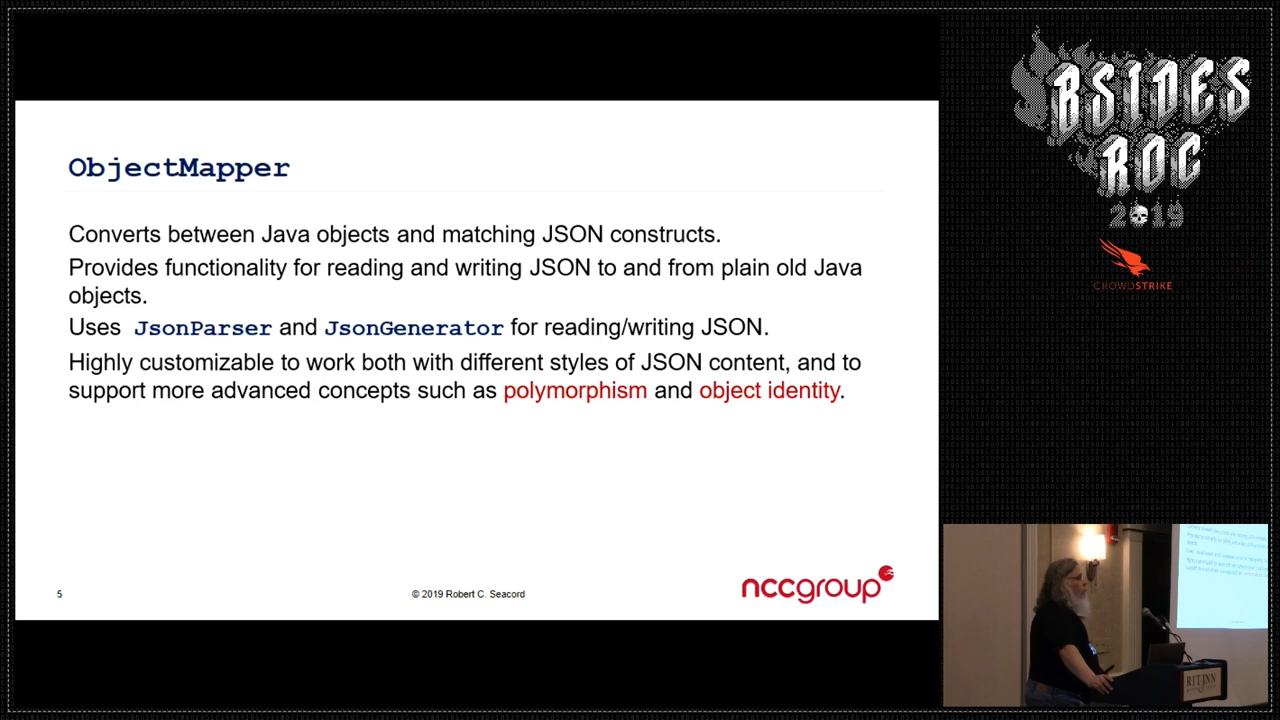 ObjectMapper
Converts between Java objects and matching JSON constructs.
Provides functionality for reading and writing JSON to and from plain old Java
objects.
Uses JsonParser and JsonGenerator for reading/writing JSON.
Highly customizable to work both with different styles of JSON content, and to
support more advanced concepts such as polymorphism and object identity.
5
© 2019 Robert C. Seacord
nccgroup
BSIDES
ROC
2019
CROWDSTRIKE
RIT INN